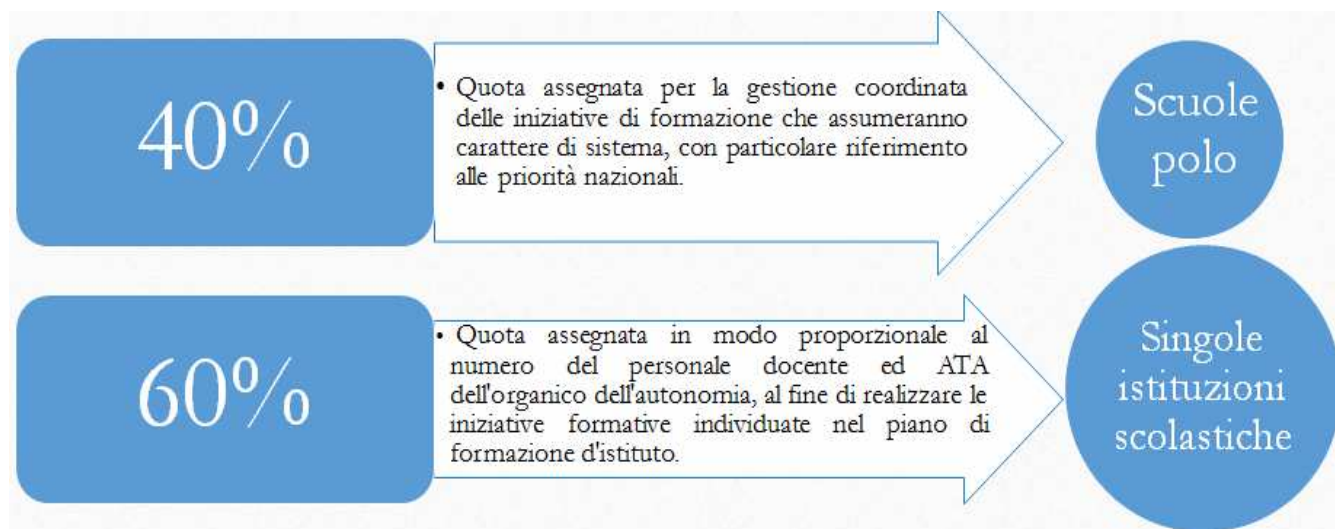 40%
• Quota assegnata per la gestione coordinata
delle iniziative di formazione che assumeranno
carattere di sistema, con particolare riferimento
alle priorità nazionali.
Scuole
polo
60%
• Quota assegnata in modo proporzionale al
numero del personale docente ed ATA
dell'organico dell'autonomia, al fine di realizzare le
iniziative formative individuate nel piano di
formazione d'istituto.
Singole
istituzioni
scolastiche